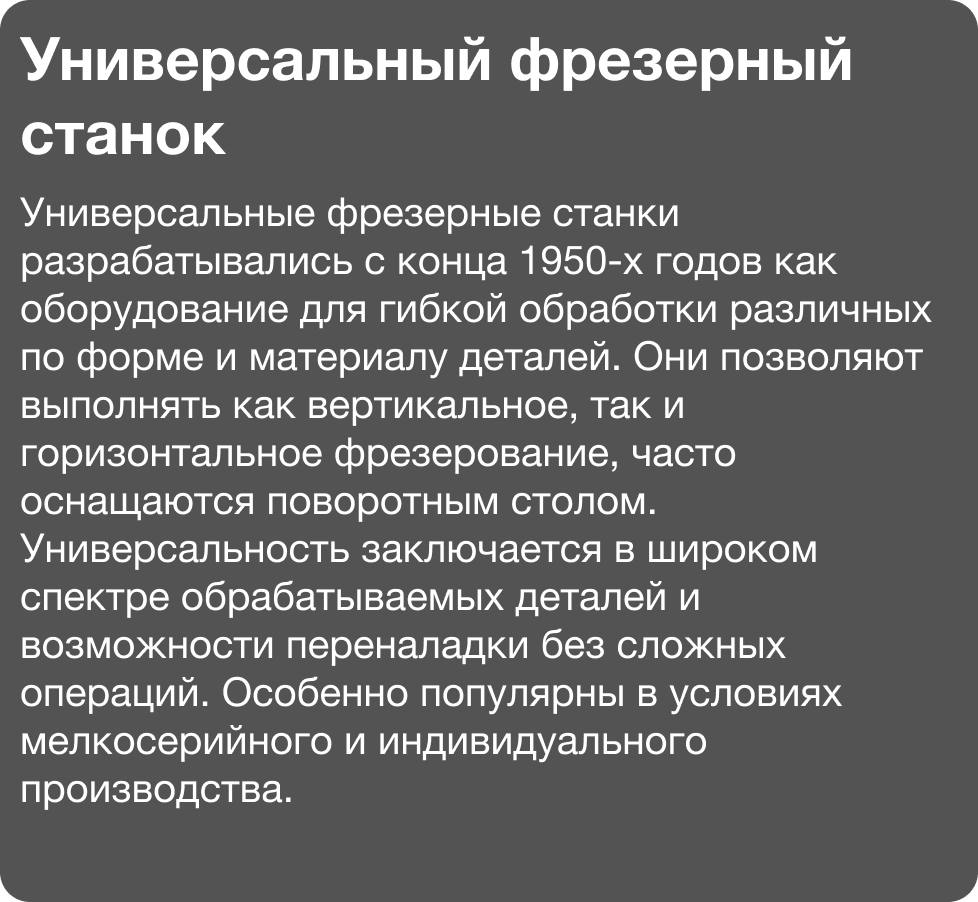 Универсальный фрезерный
станок
Универсальные фрезерные станки
разрабатывались с конца 1950-х годов как
оборудование для гибкой обработки различных
по форме и материалу деталей. Они позволяют
выполнять как вертикальное, так и
горизонтальное фрезерование, часто
оснащаются поворотным столом.
Универсальность заключается в широком
спектре обрабатываемых деталей и
возможности переналадки без сложных
операций. Особенно популярны в условиях
мелкосерийного и индивидуального
производства.